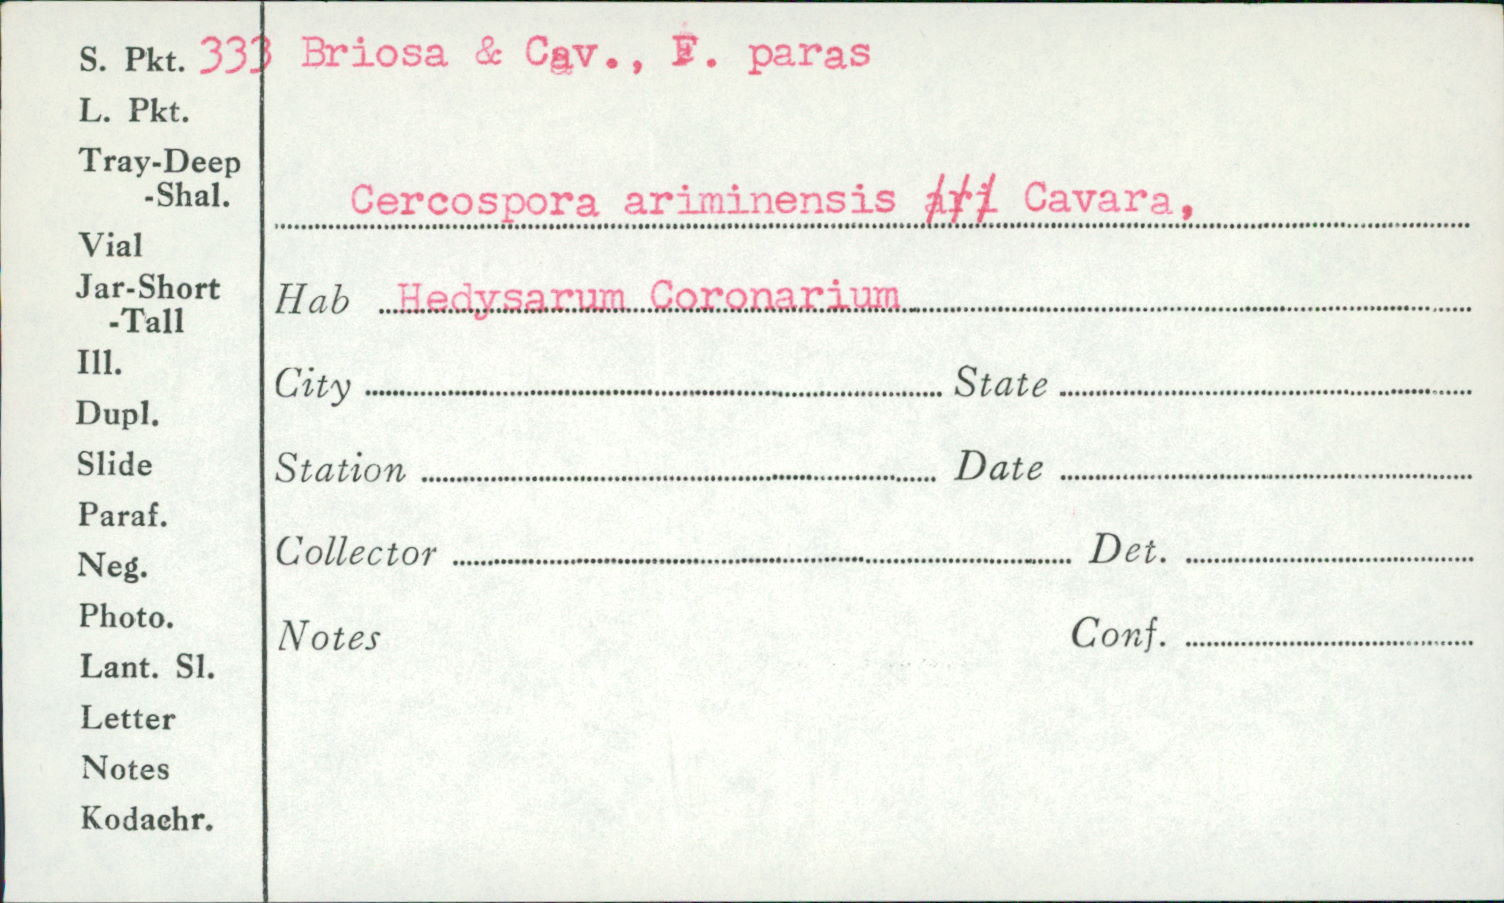 S. Pkt. 333 Briosa & Cav., F. paras
L. Pkt.
Tray-Deep
-Shal.
Cercospora ariminensis ari Cavara,
Vial
Jar-Short
-Tall
Hab Hedysarum Coronarium
Ill.
City State
Dupl.
Slide
Station Date
Paraf.
Neg.
Collector Det.
Photo.
Notes Conf.
Lant. Sl.
Letter
Notes
Kodachr.